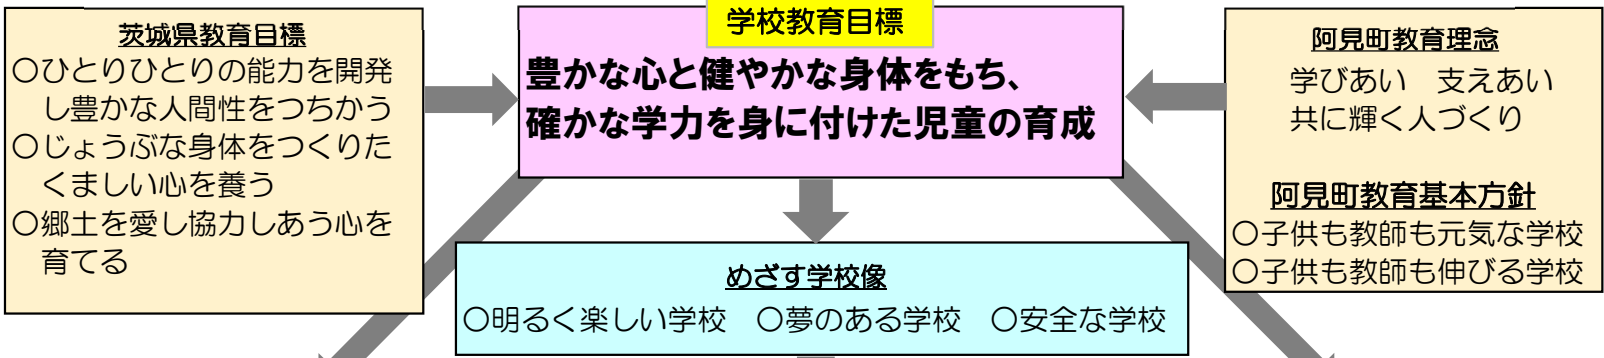 茨城県教育目標
○ひとりひとりの能力を開発
し豊かな人間性をつちかう
○じょうぶな身体をつくりた
くましい心を養う
○郷土を愛し協力しあう心を
育てる
学校教育目標
豊かな心と健やかな身体をもち、
確かな学力を身に付けた児童の育成
阿見町教育理念
学びあい　支えあい
共に輝く人づくり
阿見町教育基本方針
○子供も教師も元気な学校
○子供も教師も伸びる学校
めざす学校像
○明るく楽しい学校　○夢のある学校　○安全な学校